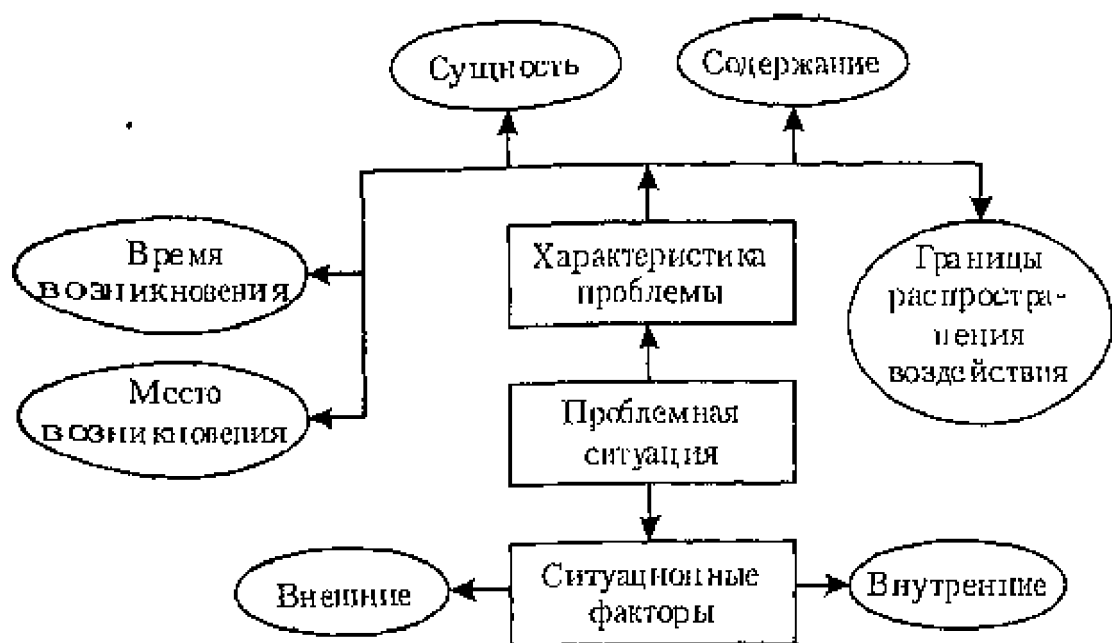 Сущность
Содержание
Время
возникновения
Характеристика
проблемы
Границы
распростра-
нения
воздействия
Место
возникновения
Проблемная
ситуация
Внешние
Ситуационные
факторы
Внутренние